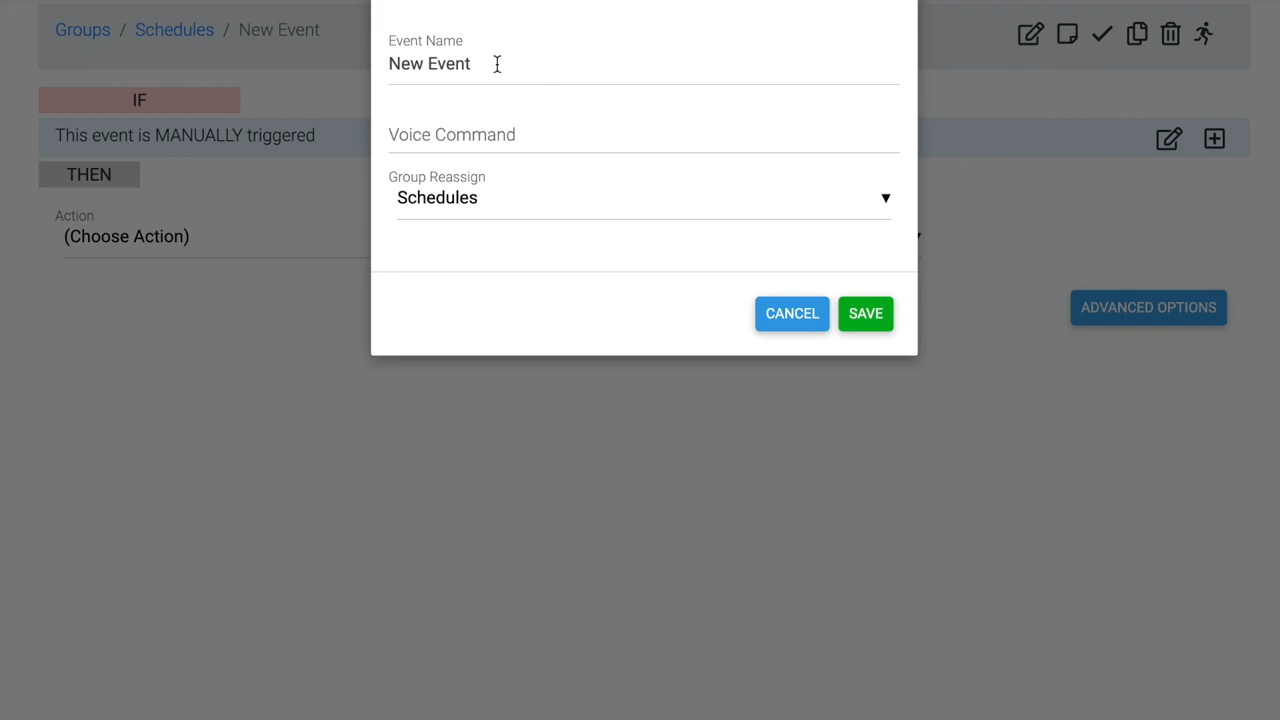 Groups / Schedules / New Event
Event Name
New Event
IF
This event is MANUALLY triggered
Voice Command
THEN
Group Reassign
Schedules
Action
(Choose Action)
CANCEL
SAVE
ADVANCED OPTIONS